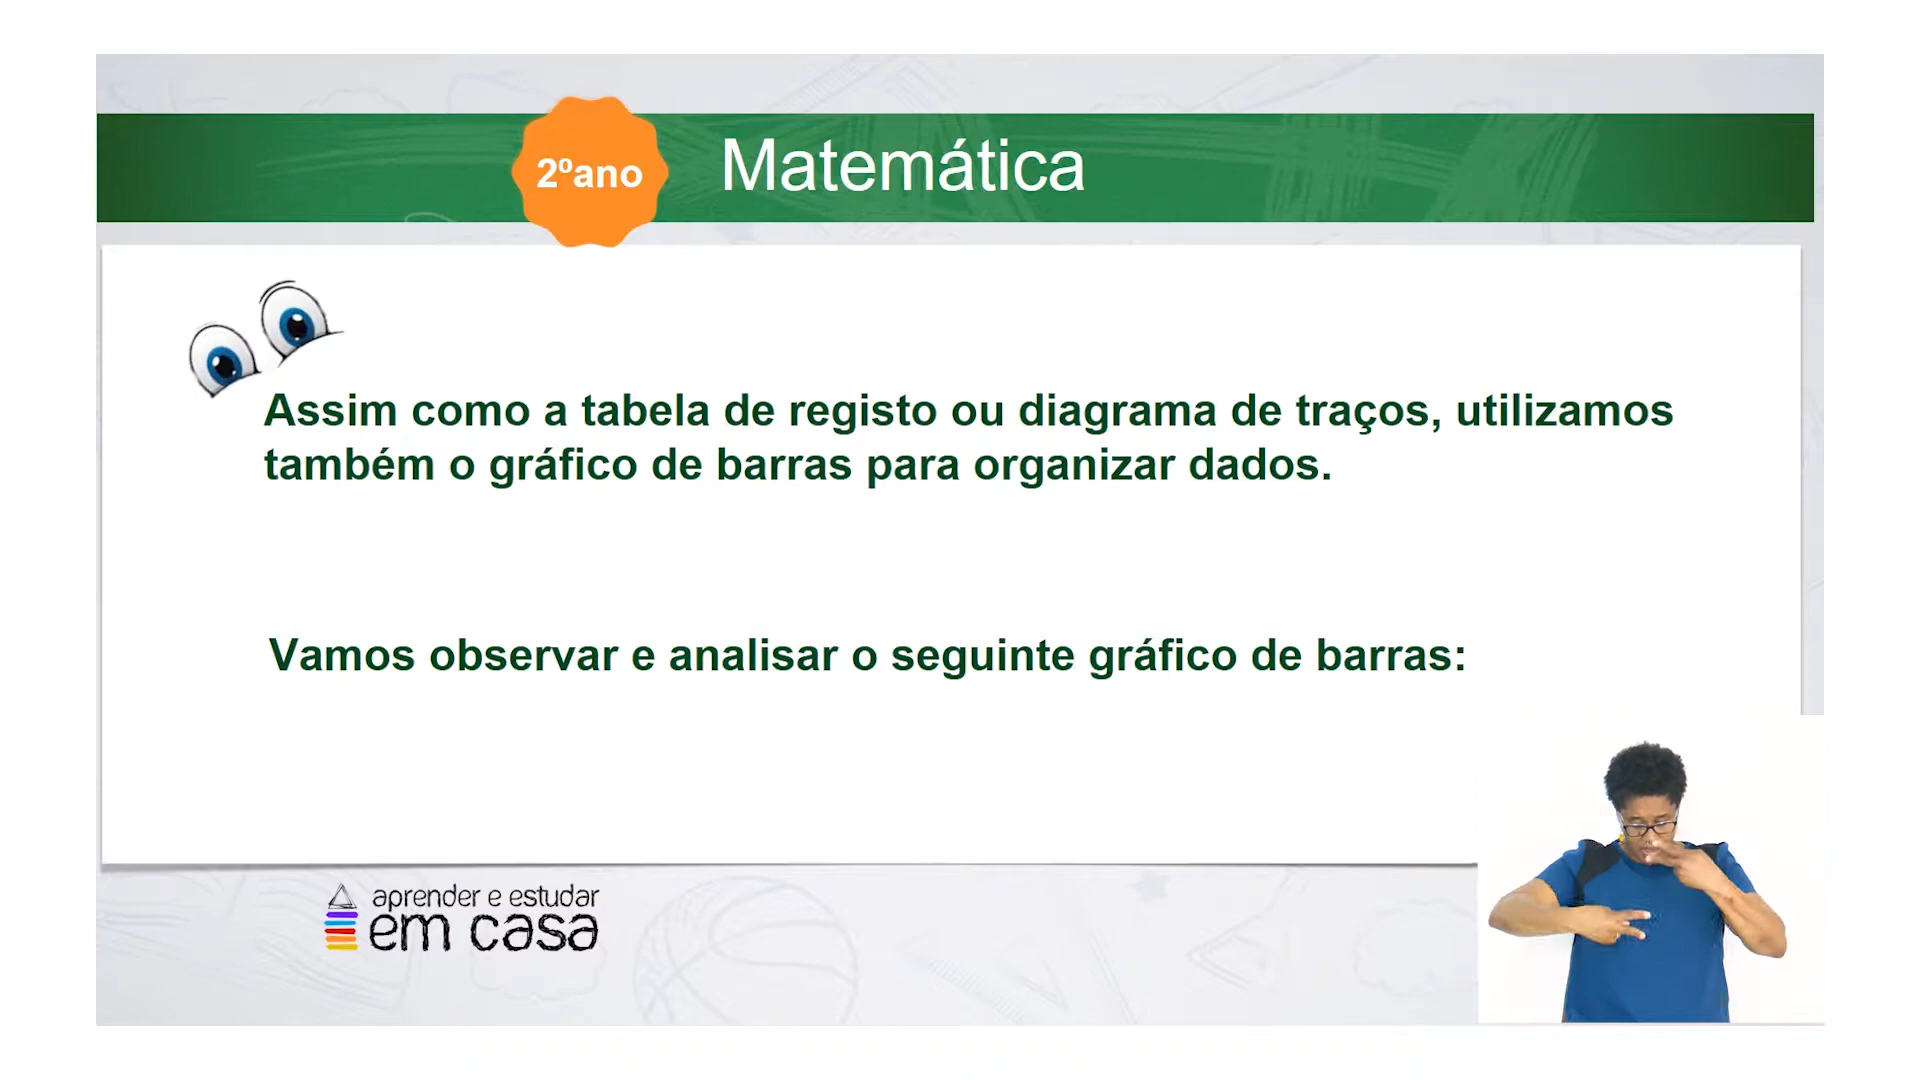 2ºano
Matemática
Assim como a tabela de registo ou diagrama de traços, utilizamos
também o gráfico de barras para organizar dados.
Vamos observar e analisar o seguinte gráfico de barras:
aprender e estudar
em casa